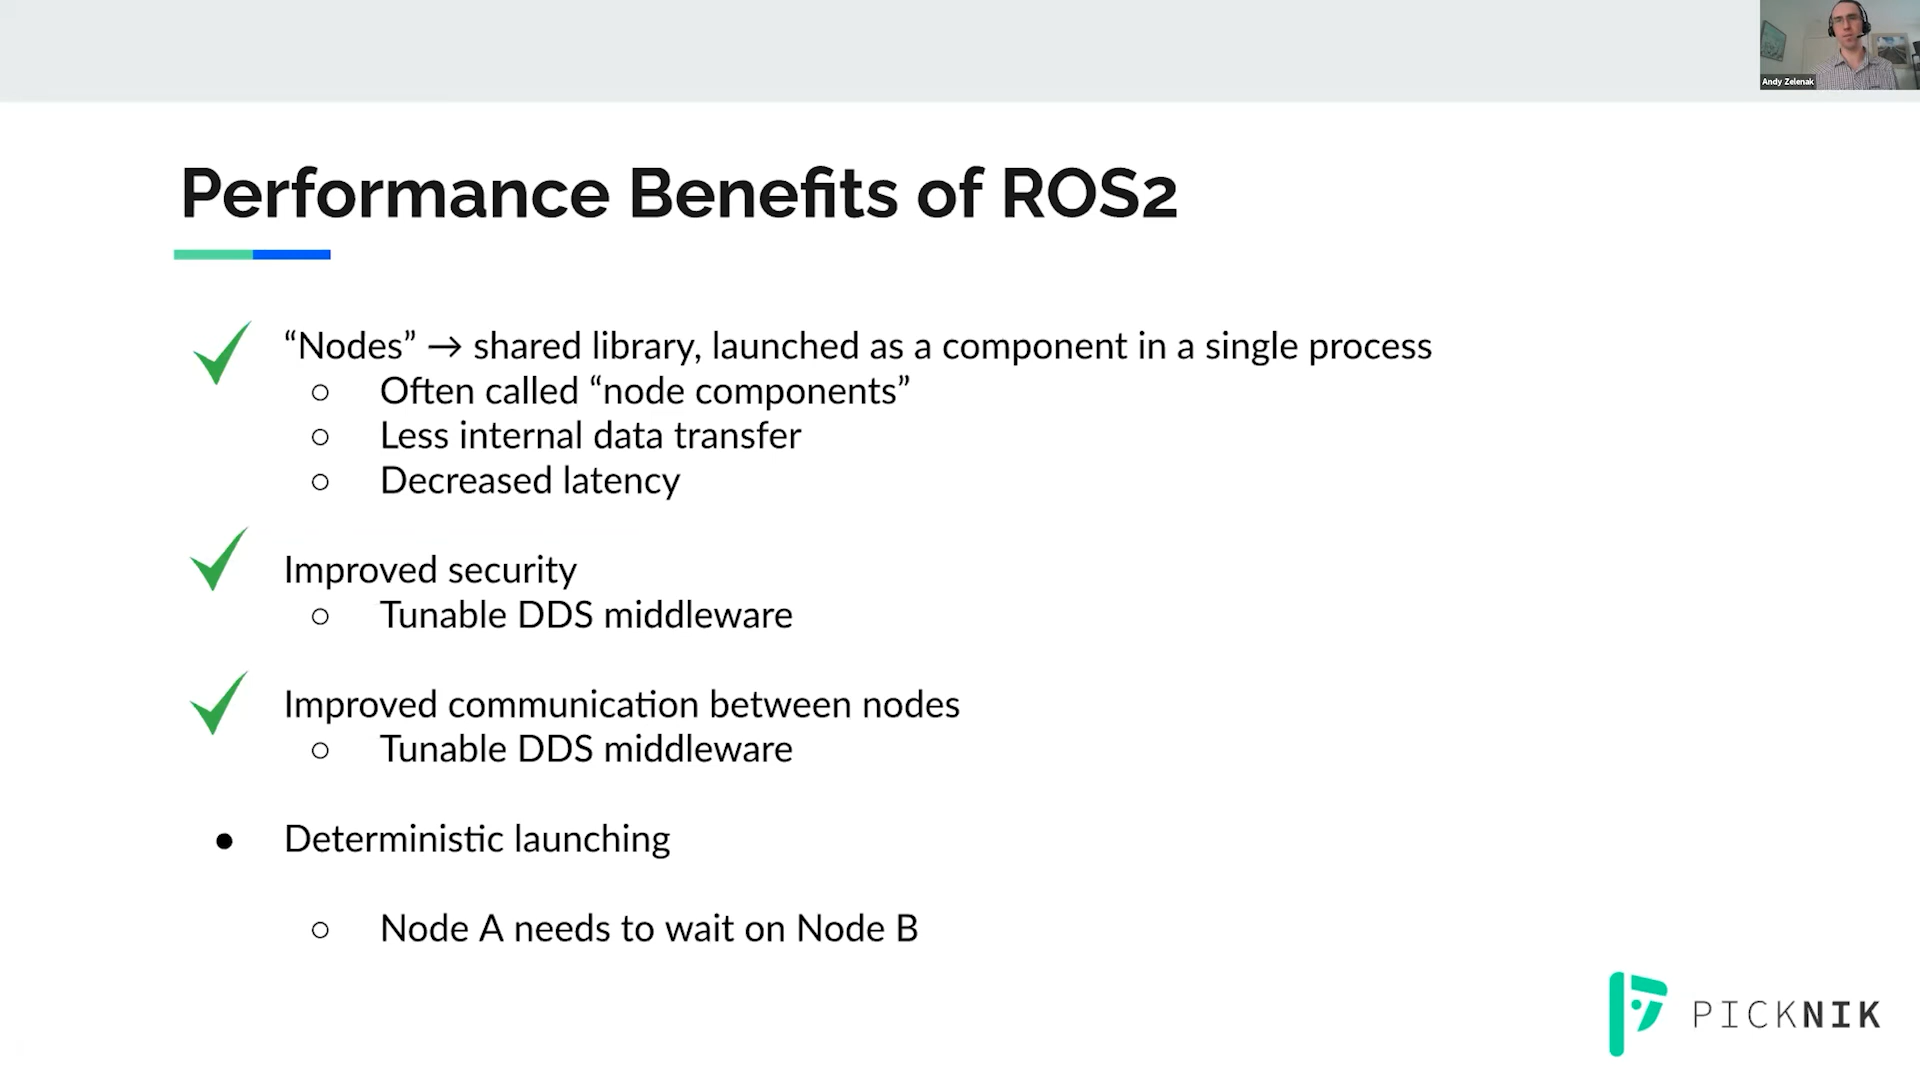 Andy Zelenak
Performance Benefits of ROS2
“Nodes” → shared library, launched as a component in a single process
○ Often called “node components”
○ Less internal data transfer
○ Decreased latency
Improved security
○ Tunable DDS middleware
Improved communication between nodes
○ Tunable DDS middleware
● Deterministic launching
○ Node A needs to wait on Node B
PICKNIK